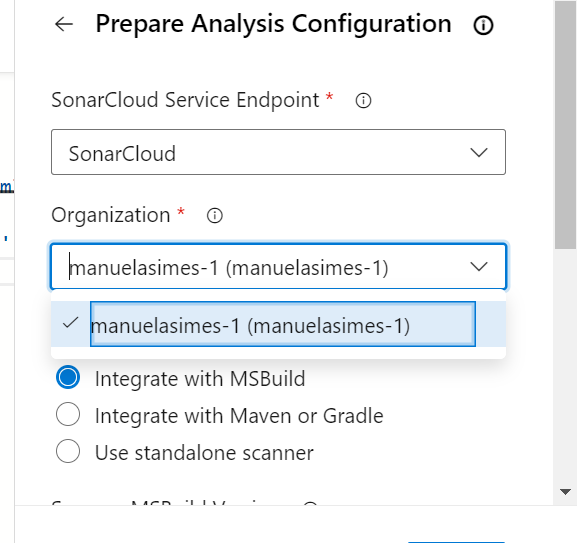 Prepare Analysis Configuration
SonarCloud Service Endpoint *
SonarCloud
Organization *
manuelasimes-1 (manuelasimes-1)
manuelasimes-1 (manuelasimes-1)
Integrate with MSBuild
Integrate with Maven or Gradle
Use standalone scanner